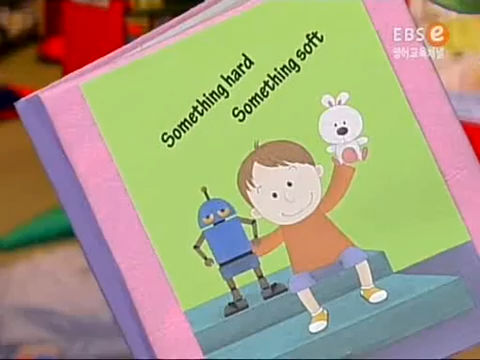 Something hard
Something soft
EBS e
영어교육채널